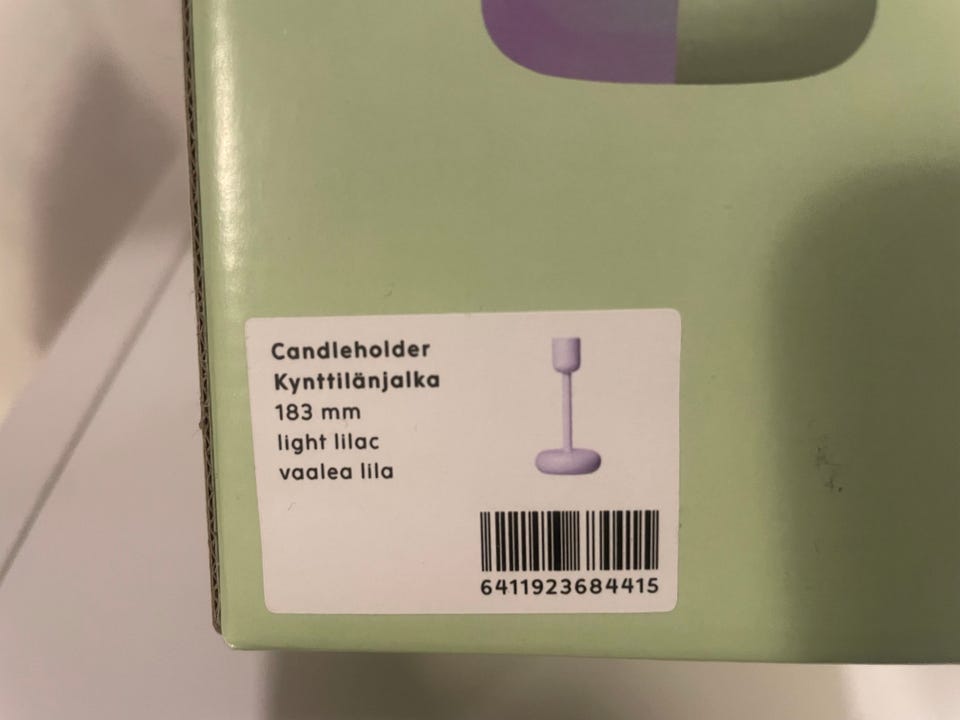 Candleholder
Kynttilänjalka
183 mm
light lilac
vaalea lila
6411923684415